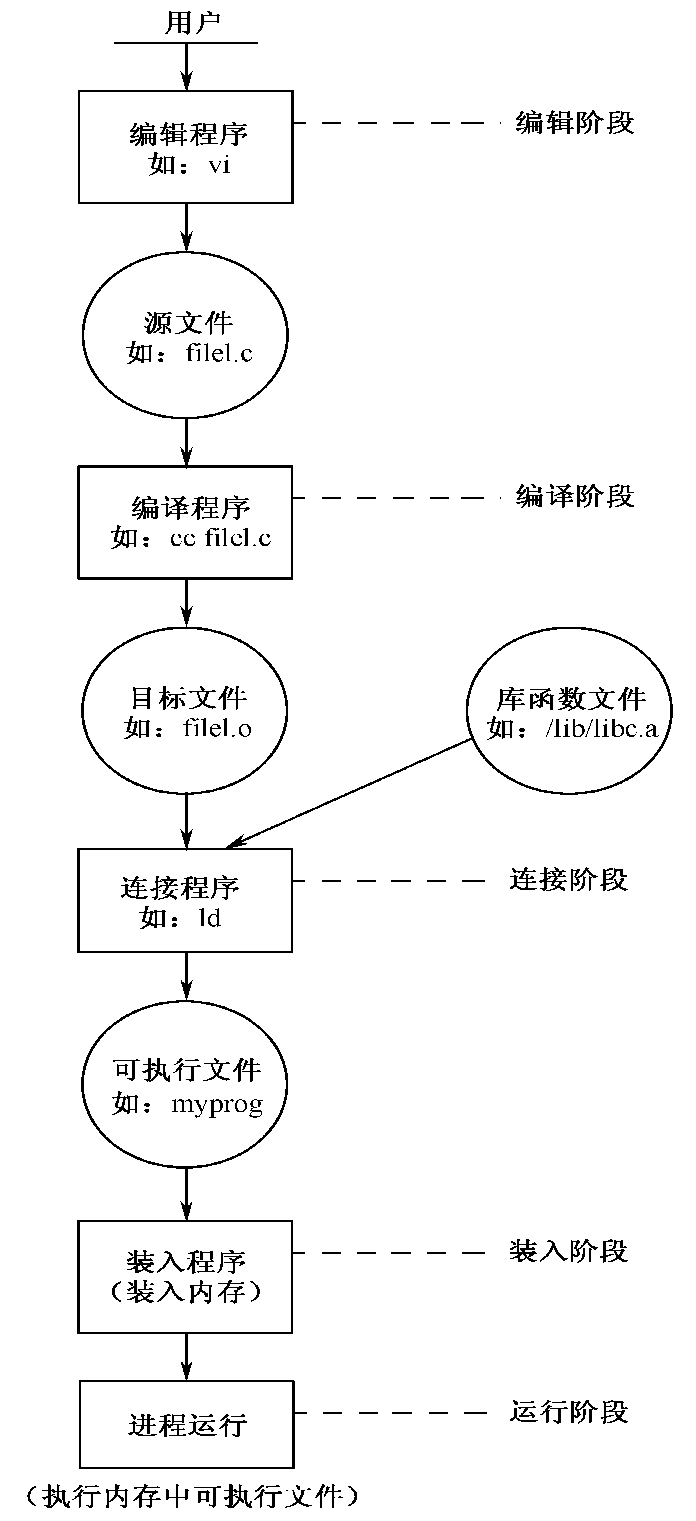 用户
编辑程序
如：vi
编辑阶段
源文件
如：file1.c
编译程序
如：cc file1.c
编译阶段
目标文件
如：file1.o
库函数文件
如：/lib/libc.a
连接程序
如：ld
连接阶段
可执行文件
如：myprog
装入程序
（装入内存）
装入阶段
进程运行
运行阶段
（执行内存中可执行文件）